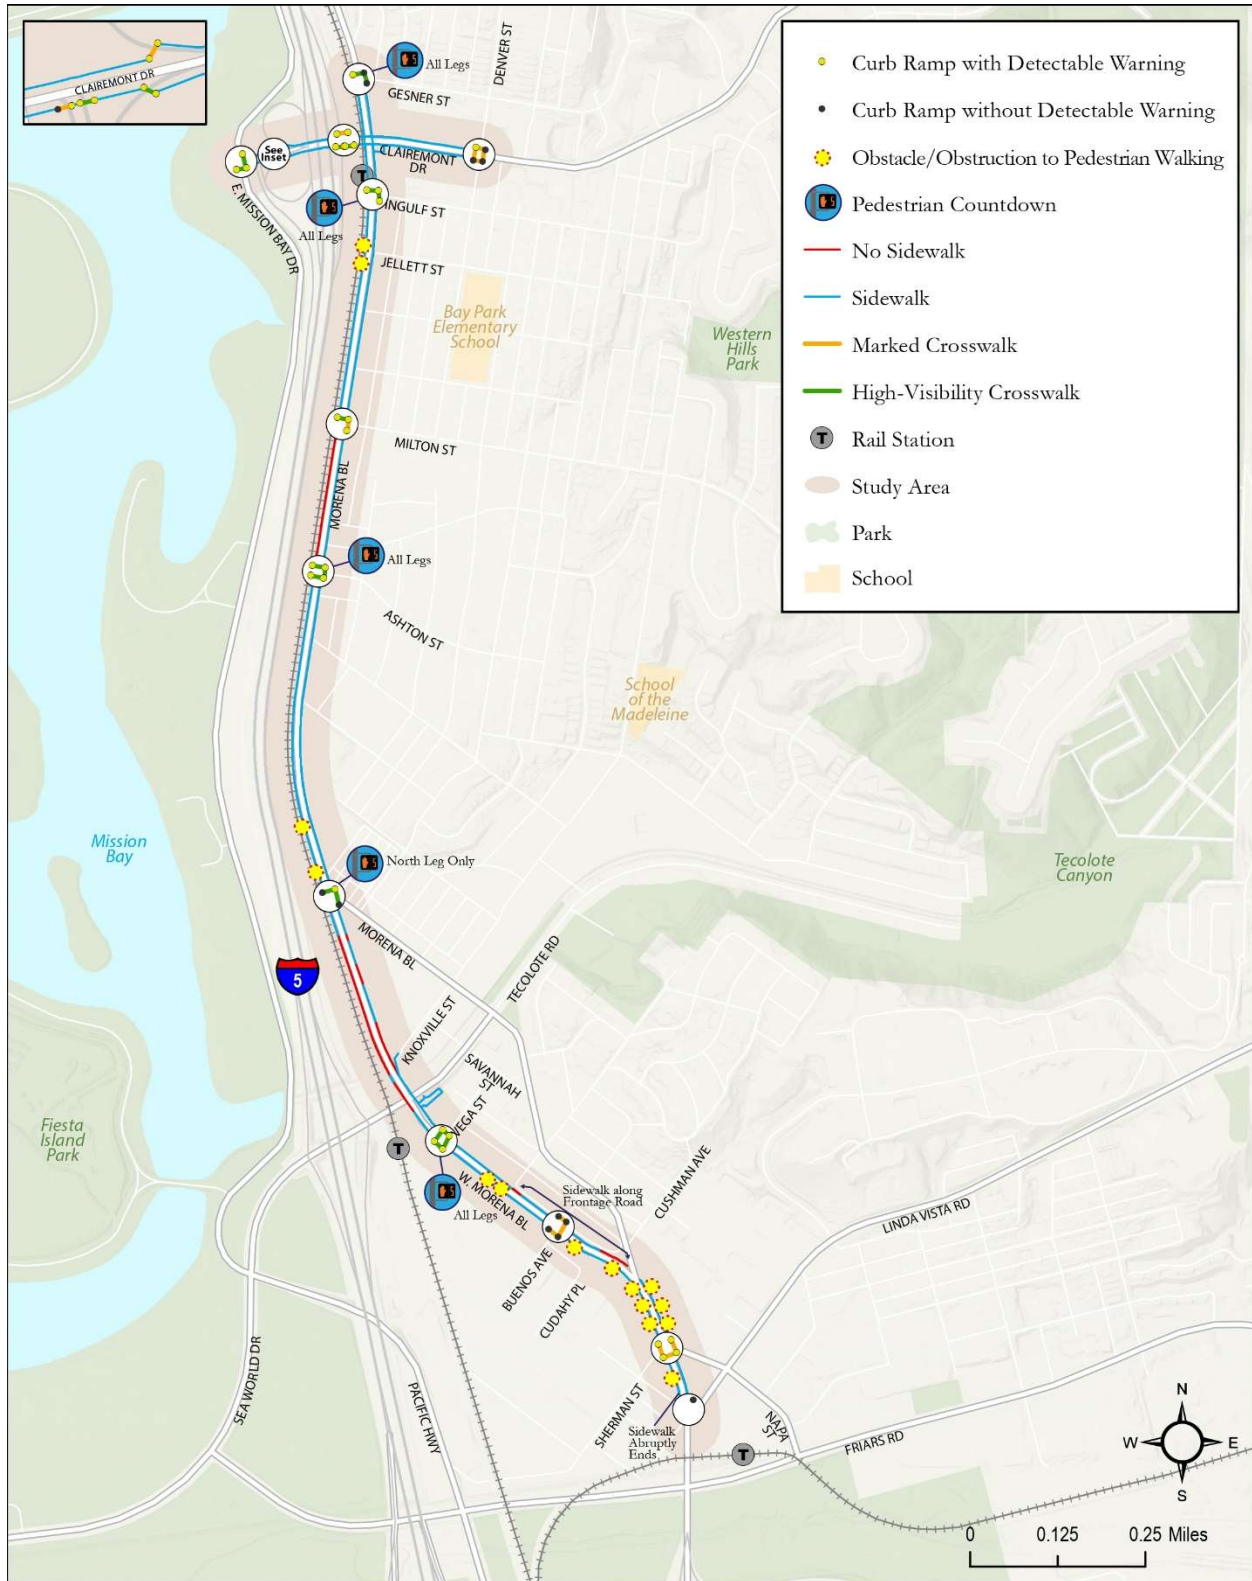 CLAIREMONT DR
All Legs
GESNER ST
DENVER ST
See
Inset
CLAIREMONT
DR
E. MISSION BAY DR
T
INGULF ST
All Legs
JELLETT ST
Bay Park
Elementary
School
Western
Hills
Park
MILTON ST
MORENA BL
All Legs
ASHTON ST
School
of the
Madeleine
Mission
Bay
North Leg Only
Tecolote
Canyon
MORENA BL
5
TECOLOTE RD
KNOXVILLE ST
SAVANNAH
ST
VEGA ST
Fiesta
Island
Park
T
W. MORENA BL
All Legs
Sidewalk along
Frontage Road
CUSHMAN AVE
LINDA VISTA RD
BUENOS AVE
CUDAHY PL
SEA WORLD DR
PACIFIC HWY
SHERMAN ST
Sidewalk
Abruptly
Ends
NAPA
ST
FRIARS RD
T
Curb Ramp with Detectable Warning
Curb Ramp without Detectable Warning
Obstacle/Obstruction to Pedestrian Walking
5
Pedestrian Countdown
No Sidewalk
Sidewalk
Marked Crosswalk
High-Visibility Crosswalk
T
Rail Station
Study Area
Park
School
N
W
E
S
0
0.125
0.25 Miles